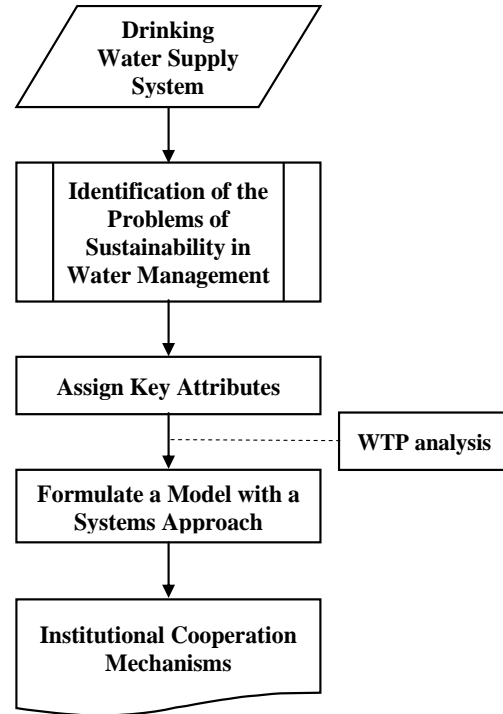 Drinking
Water Supply
System
Identification of the
Problems of
Sustainability in
Water Management
Assign Key Attributes
WTP analysis
Formulate a Model with a
Systems Approach
Institutional Cooperation
Mechanisms